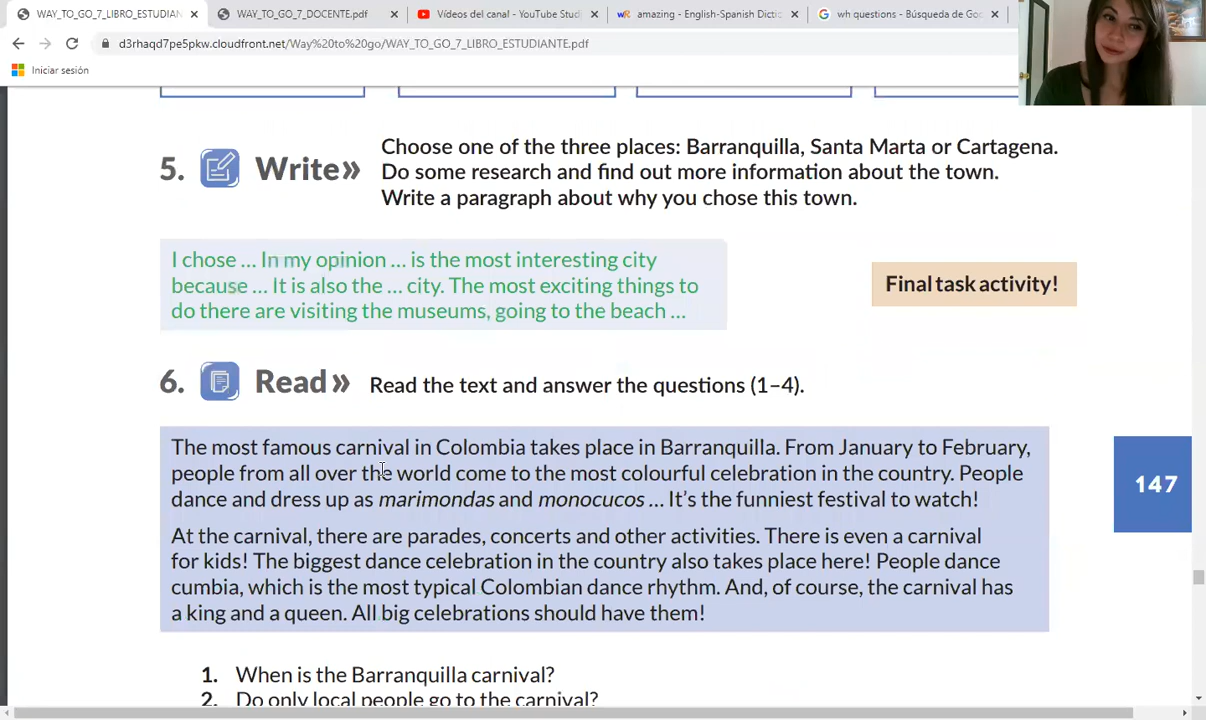 WAY_TO_GO_7_LIBRO_ESTUDIAN
WAY_TO_GO_7_DOCENTE.pdf
Vídeos del canal - YouTube Stud
amazing - English-Spanish Dictio
wh questions - Búsqueda de Goo
d3rhaqd7pe5pkw.cloudfront.net/Way%20to%20go/WAY_TO_GO_7_LIBRO_ESTUDIANTE.pdf
Iniciar sesión
5. Write»
Choose one of the three places: Barranquilla, Santa Marta or Cartagena.
Do some research and find out more information about the town.
Write a paragraph about why you chose this town.
I chose ... In my opinion ... is the most interesting city
because ... It is also the ... city. The most exciting things to
do there are visiting the museums, going to the beach ...
Final task activity!
6. Read»
Read the text and answer the questions (1–4).
The most famous carnival in Colombia takes place in Barranquilla. From January to February,
people from all over the world come to the most colourful celebration in the country. People
dance and dress up as marimondas and monocucos ... It's the funniest festival to watch!
At the carnival, there are parades, concerts and other activities. There is even a carnival
for kids! The biggest dance celebration in the country also takes place here! People dance
cumbia, which is the most typical Colombian dance rhythm. And, of course, the carnival has
a king and a queen. All big celebrations should have them!
147
1. When is the Barranquilla carnival?
2. Do only local people go to the carnival?